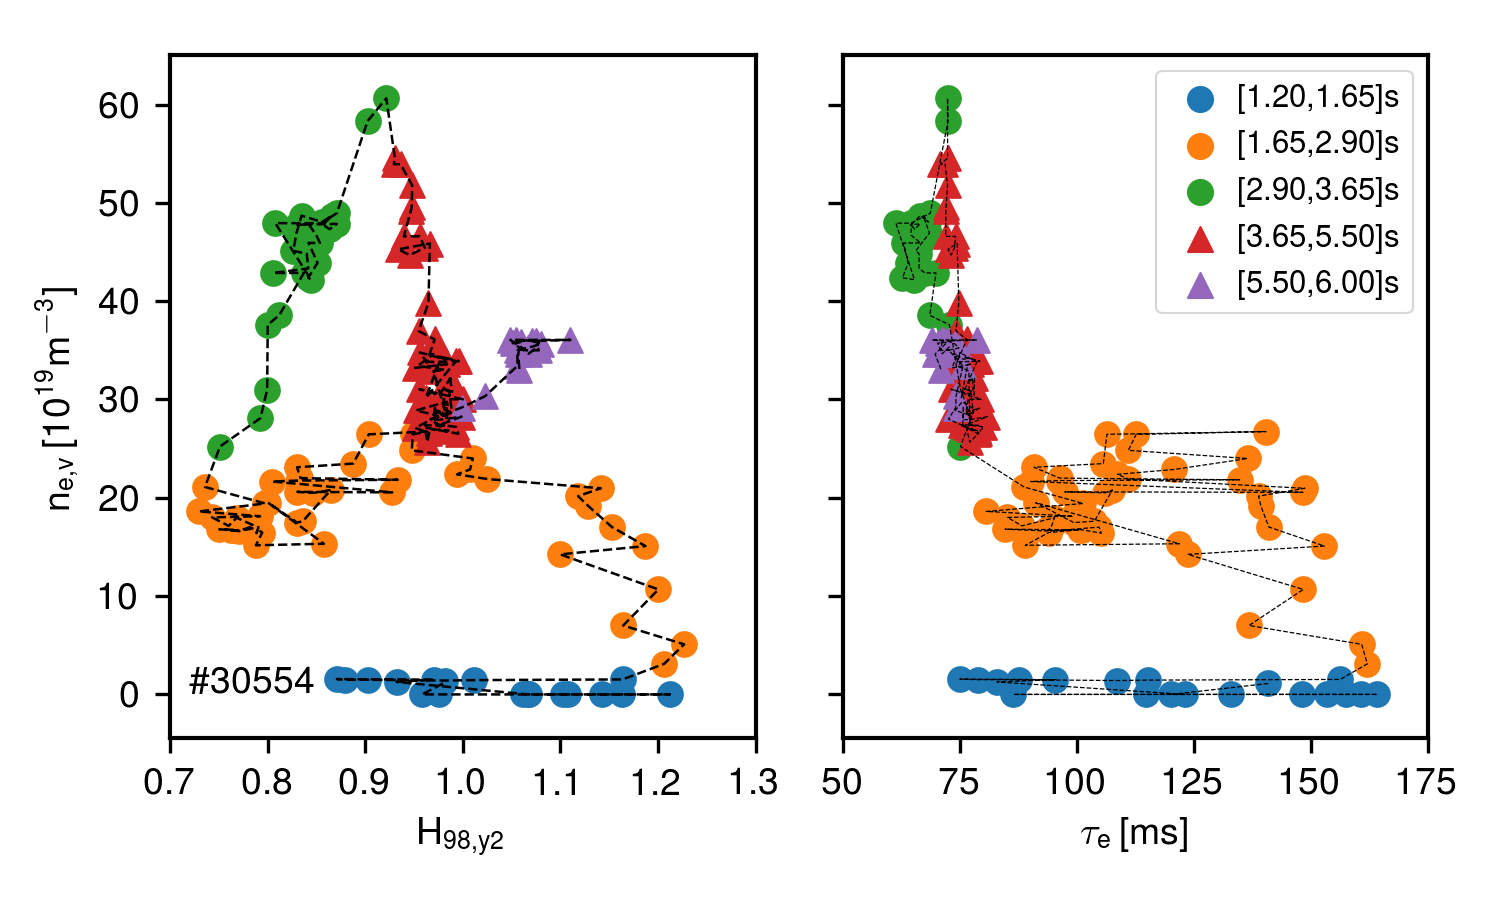 60
50
40
30
20
10
0
n_e,v [10^19 m^−3]
#30554
0.7 0.8 0.9 1.0 1.1 1.2 1.3
H_98,y2
[1.20,1.65]s
[1.65,2.90]s
[2.90,3.65]s
[3.65,5.50]s
[5.50,6.00]s
50 75 100 125 150 175
τ_e [ms]